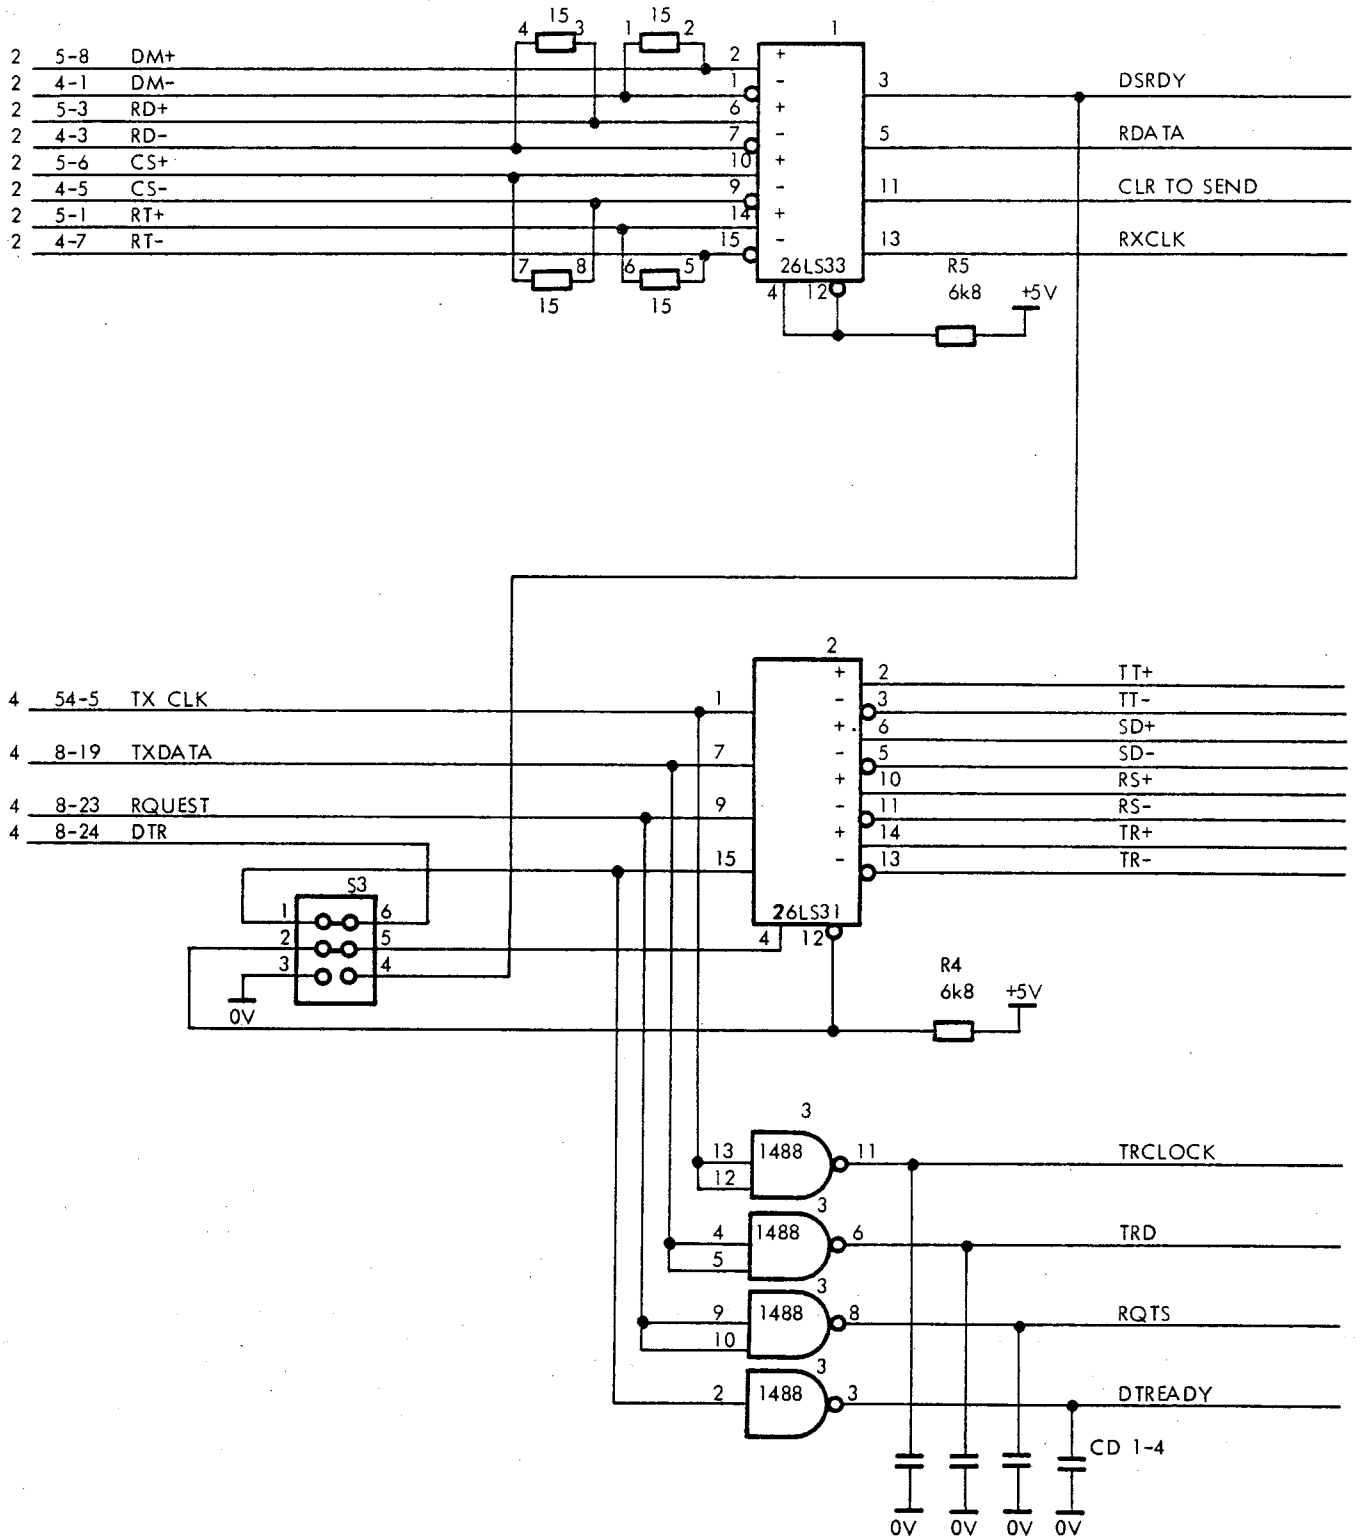 15 15
4 3 1 2 1
2 5-8 DM+ 2 +
2 4-1 DM- 1 - 3 DSRDY
2 5-3 RD+ 6 +
2 4-3 RD- 7 - 5 RDATA
2 5-6 CS+ 10 +
2 4-5 CS- 9 - 11 CLR TO SEND
2 5-1 RT+ 14 +
2 4-7 RT- 15 - 13 RXCLK
7 8 6 5 26LS33 R5
15 15 4 12 6k8 +5V
2
+ 2 TT+
4 54-5 TX CLK 1 - 3 TT-
+ 6 SD+
4 8-19 TXDATA 7 - 5 SD-
+ 10 RS+
4 8-23 RQUEST 9 - 11 RS-
4 8-24 DTR + 14 TR+
15 - 13 TR-
S3
1 6 26LS31
2 5 4 12
3 4 R4
0V 6k8 +5V
3
13 1488 11 TRCLOCK
12
3
4 1488 6 TRD
5
3
9 1488 8 RQTS
10
3
2 1488 3 DTREADY
CD 1-4
0V 0V 0V 0V